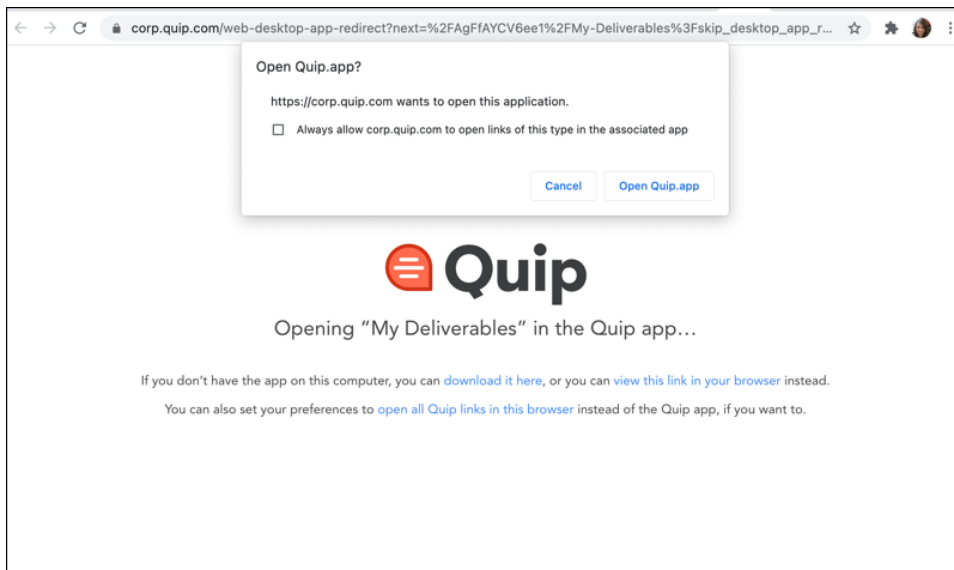 corp.quip.com/web-desktop-app-redirect?next=%2FAgFfAYCV6ee1%2FMy-Deliverables%3Fskip_desktop_app_r...
Open Quip.app?
https://corp.quip.com wants to open this application.
Always allow corp.quip.com to open links of this type in the associated app
Cancel Open Quip.app
Quip
Opening “My Deliverables” in the Quip app…
If you don’t have the app on this computer, you can download it here, or you can view this link in your browser instead.
You can also set your preferences to open all Quip links in this browser instead of the Quip app, if you want to.